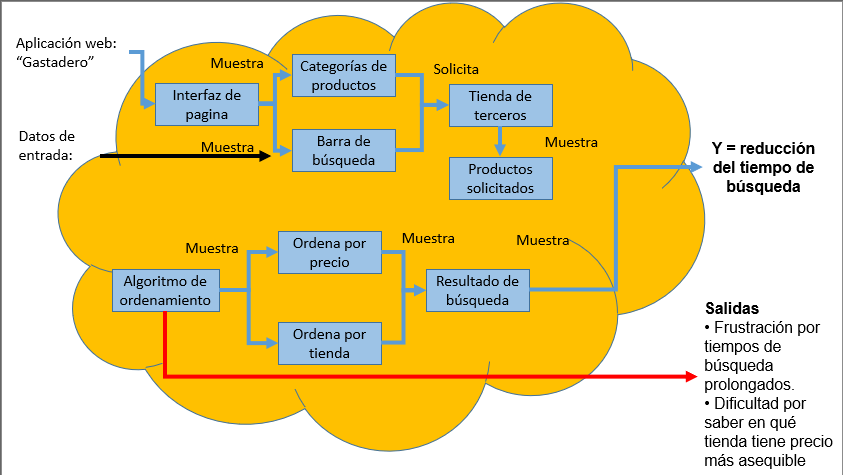 Aplicación web:
“Gastadero”
Muestra
Categorías de
productos
Solicita
Interfaz de
pagina
Tienda de
terceros
Datos de
entrada:
Muestra
Barra de
búsqueda
Muestra
Productos
solicitados
Y = reducción
del tiempo de
búsqueda
Muestra
Ordena por
precio
Muestra
Muestra
Algoritmo de
ordenamiento
Resultado de
búsqueda
Ordena por
tienda
Salidas
• Frustración por
tiempos de
búsqueda
prolongados.
• Dificultad por
saber en qué
tienda tiene precio
más asequible